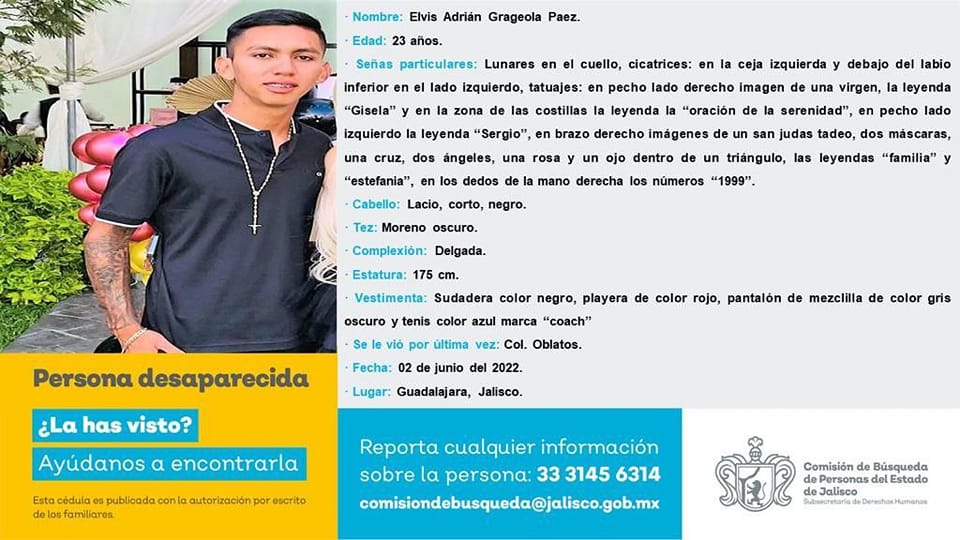 · Nombre: Elvis Adrián Grageola Paez.
· Edad: 23 años.
· Señas particulares: Lunares en el cuello, cicatrices: en la ceja izquierda y debajo del labio
inferior en el lado izquierdo, tatuajes: en pecho lado derecho imagen de una virgen, la leyenda
“Gisela” y en la zona de las costillas la leyenda la “oración de la serenidad”, en pecho lado
izquierdo la leyenda “Sergio”, en brazo derecho imágenes de un san judas tadeo, dos máscaras,
una cruz, dos ángeles, una rosa y un ojo dentro de un triángulo, las leyendas “familia” y
“estefania”, en los dedos de la mano derecha los números “1999”.
· Cabello: Lacio, corto, negro.
· Tez: Moreno oscuro.
· Complexión: Delgada.
· Estatura: 175 cm.
· Vestimenta: Sudadera color negro, playera de color rojo, pantalón de mezclilla de color gris
oscuro y tenis color azul marca “coach”
· Se le vió por última vez: Col. Oblatos.
· Fecha: 02 de junio del 2022.
· Lugar: Guadalajara, Jalisco.
Persona desaparecida
¿La has visto?
Ayúdanos a encontrarla
Esta cédula es publicada con la autorización por escrito
de los familiares.
Reporta cualquier información
sobre la persona: 33 3145 6314
comisiondebusqueda@jalisco.gob.mx
Comisión de Búsqueda
de Personas del Estado
de Jalisco
Subsecretaría de Derechos Humanos